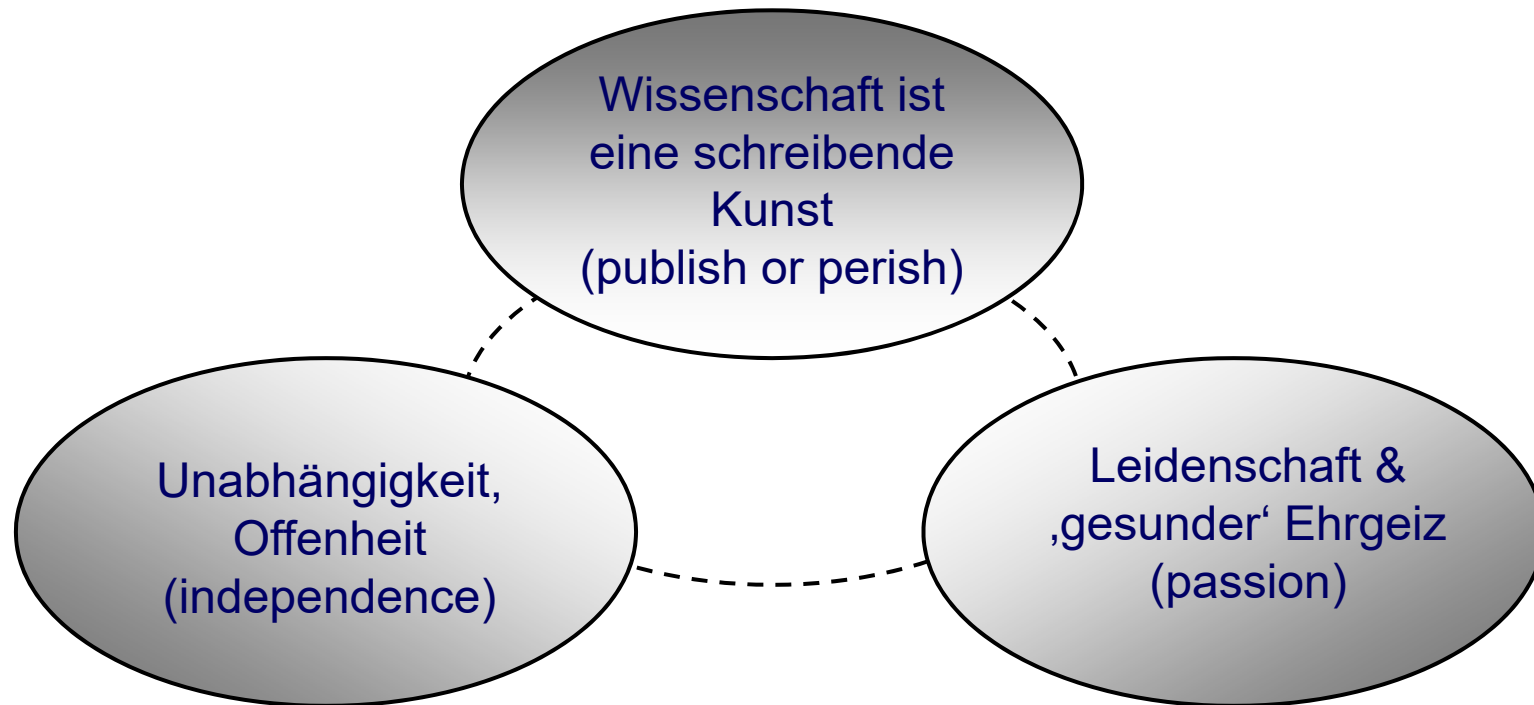 Wissenschaft ist
eine schreibende
Kunst
(publish or perish)
Unabhängigkeit,
Offenheit
(independence)
Leidenschaft &
‚gesunder‘ Ehrgeiz
(passion)